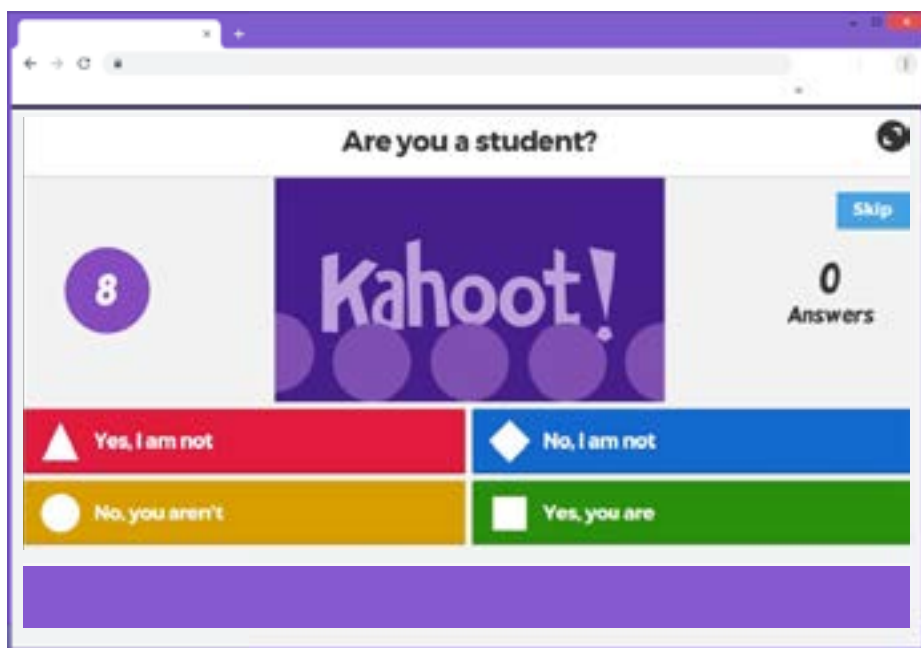 Are you a student?
Skip
8
Kahoot!
0
Answers
Yes, I am not
No, I am not
No, you aren't
Yes, you are